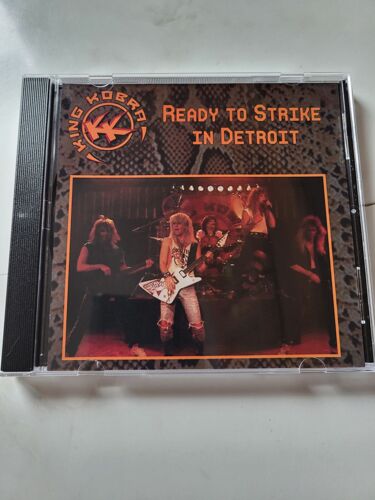 KING KOBRA
KK
READY TO STRIKE
IN DETROIT